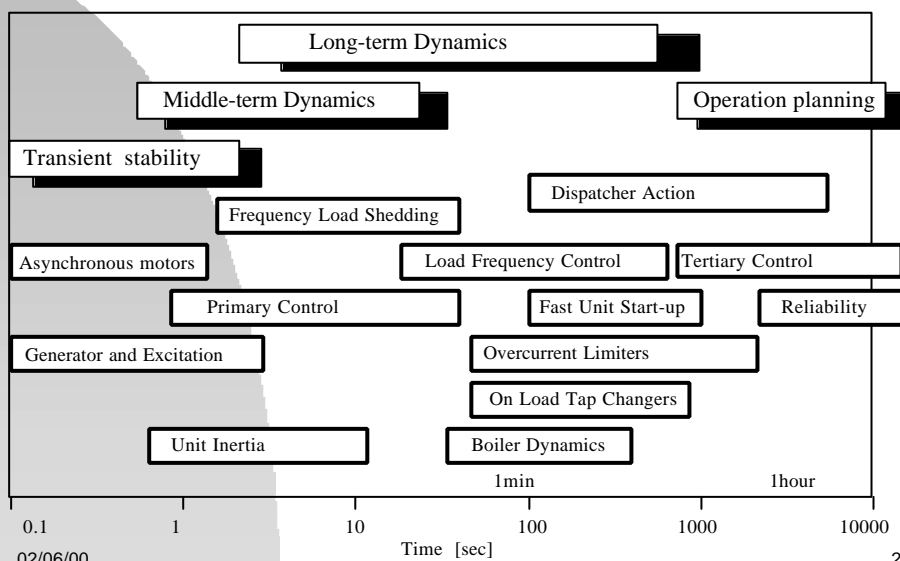 Long-term Dynamics
Middle-term Dynamics
Operation planning
Transient stability
Dispatcher Action
Frequency Load Shedding
Asynchronous motors
Load Frequency Control
Tertiary Control
Primary Control
Fast Unit Start-up
Reliability
Generator and Excitation
Overcurrent Limiters
On Load Tap Changers
Unit Inertia
Boiler Dynamics
1min
1hour
0.1
1
10
100
1000
10000
Time [sec]
02/06/00
2